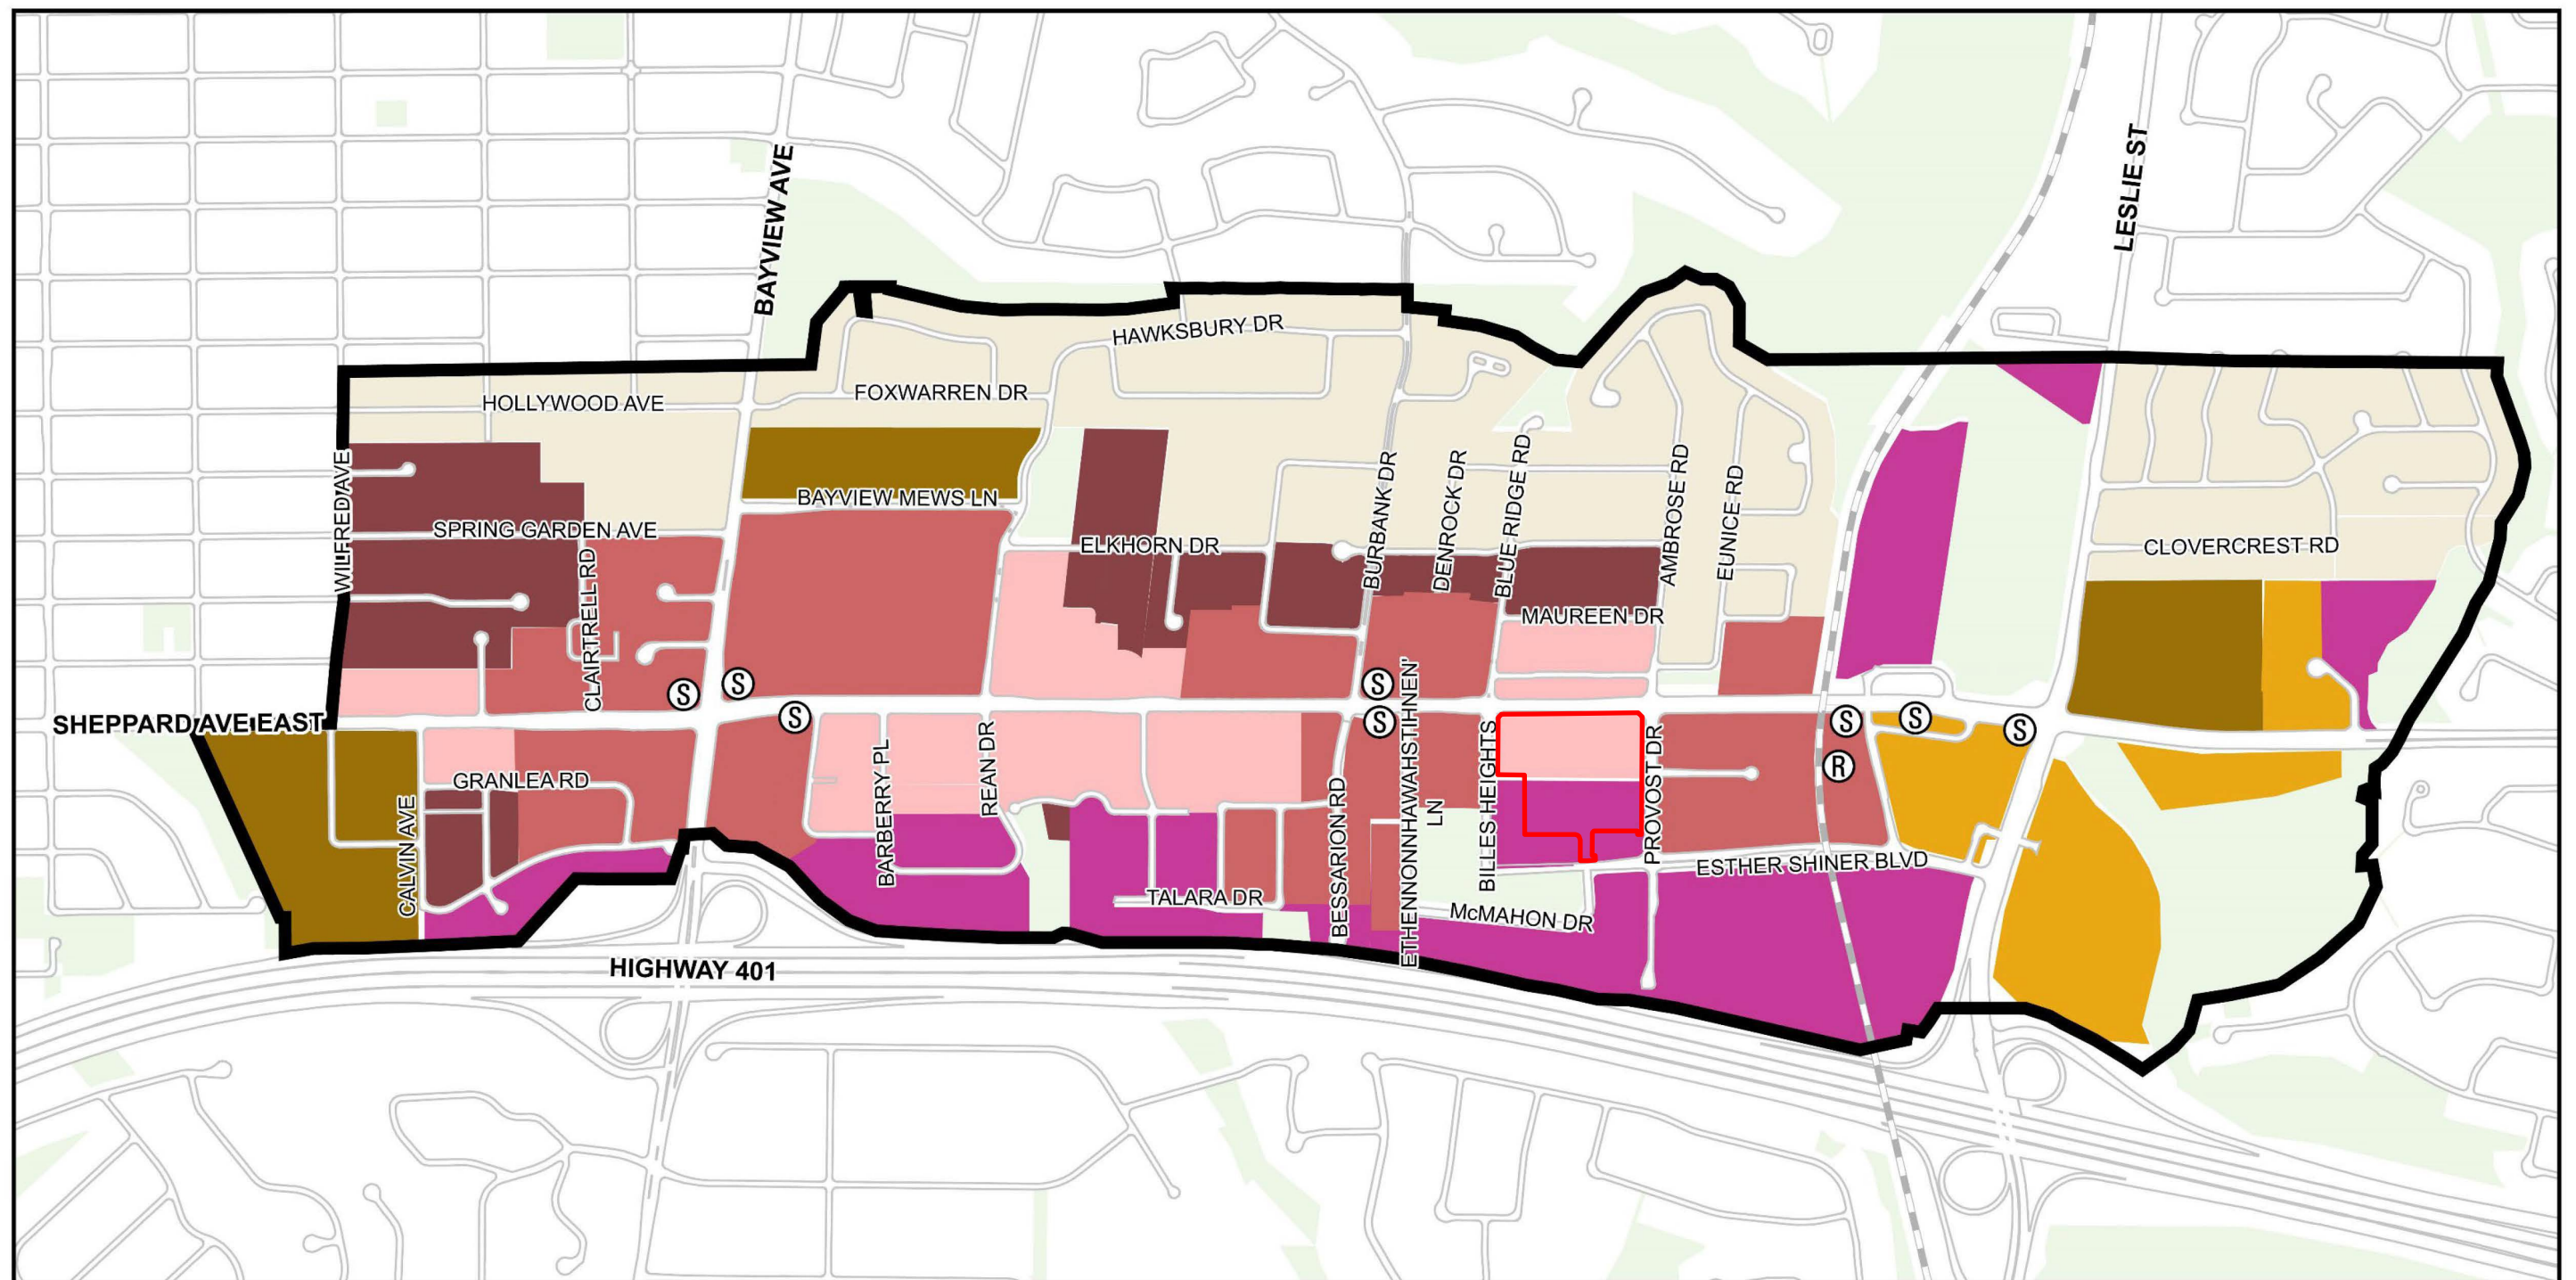 BAYVIEW AVE
LESLIE ST
HAWKSBURY DR
FOXWARREN DR
HOLLYWOOD AVE
WILFRED AVE
BAYVIEW MEWS LN
SPRING GARDEN AVE
CLAIRTRELL RD
ELKHORN DR
BURBANK DR
DENROCK DR
BLUE RIDGE RD
AMBROSE RD
EUNICE RD
CLOVERCREST RD
MAUREEN DR
S
S
S
S
S
S
S
S
R
SHEPPARD AVE EAST
GRANLEA RD
CALVIN AVE
BARBERRY PL
REAN DR
BESSARION RD
ETHENNONNHAWAHSTIHNEN'
LN
BILLES HEIGHTS
PROVOST DR
ESTHER SHINER BLVD
TALARA DR
McMAHON DR
HIGHWAY 401